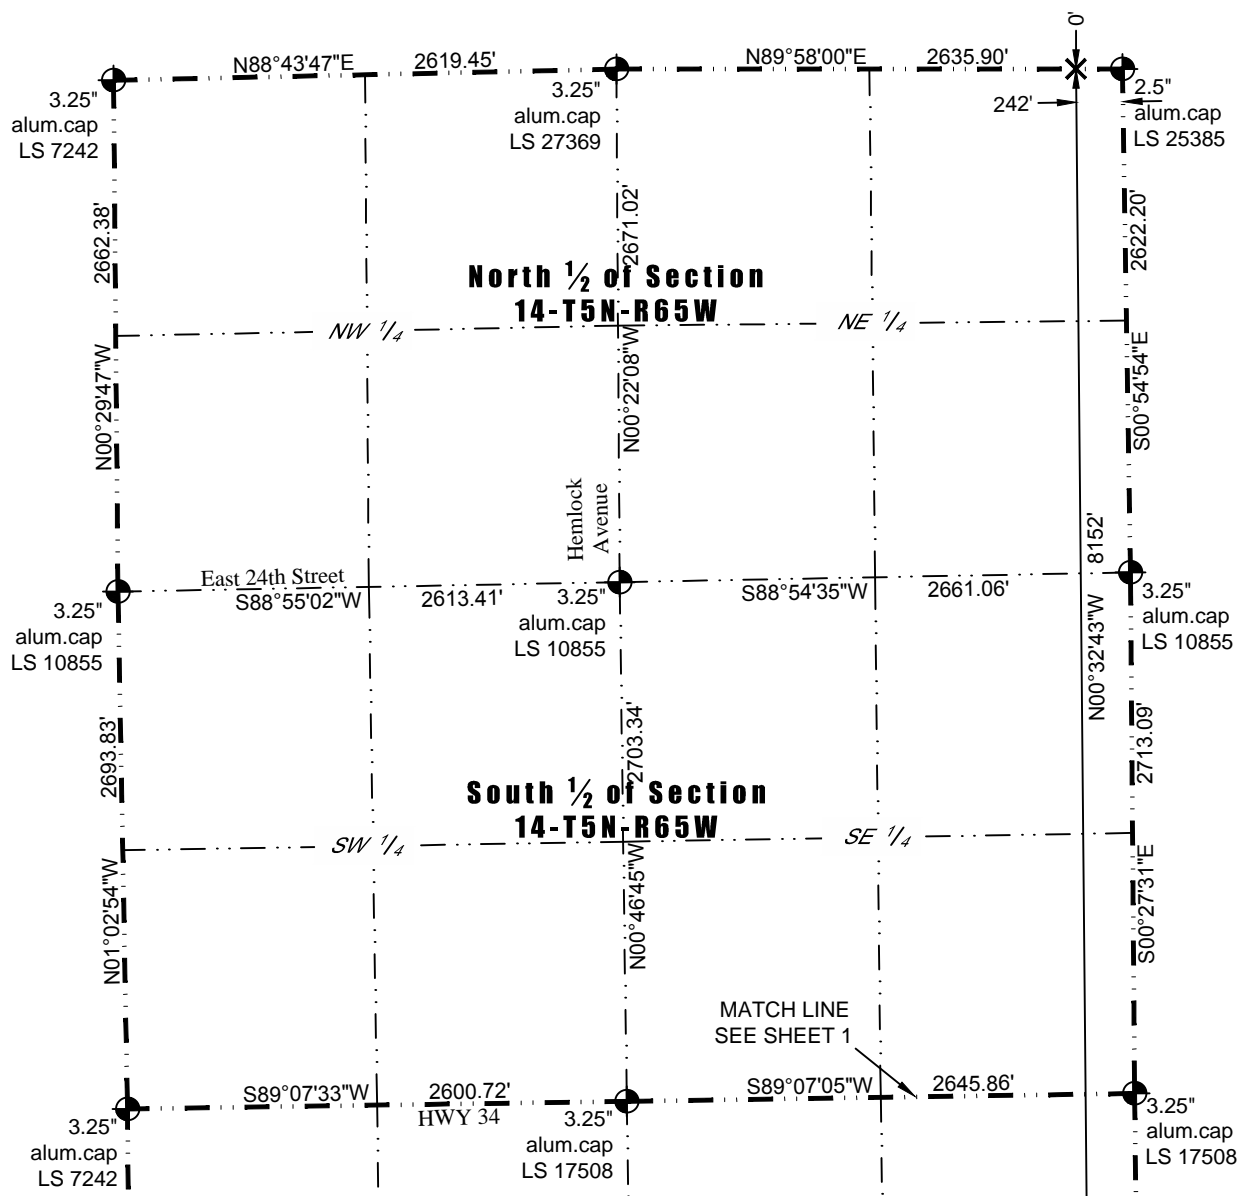 0'
N88°43'47"E 2619.45' N89°58'00"E 2635.90'
3.25"
alum.cap
LS 7242
3.25"
alum.cap
LS 27369
242'
2.5"
alum.cap
LS 25385
2662.38'
2671.02'
2622.20'
North 1/2 of Section
14-T5N-R65W
NW 1/4
NE 1/4
N00°29'47"W
N00°22'08"W
S00°54'54"E
Hemlock
Avenue
8152'
N00°32'43"W
East 24th Street
S88°55'02"W 2613.41' S88°54'35"W 2661.06'
3.25"
alum.cap
LS 10855
3.25"
alum.cap
LS 10855
3.25"
alum.cap
LS 10855
2693.83'
2703.34'
2713.09'
South 1/2 of Section
14-T5N-R65W
SW 1/4
SE 1/4
N01°02'54"W
N00°46'45"W
S00°27'31"E
MATCH LINE
SEE SHEET 1
S89°07'33"W 2600.72' S89°07'05"W 2645.86'
HWY 34
3.25"
alum.cap
LS 7242
3.25"
alum.cap
LS 17508
3.25"
alum.cap
LS 17508